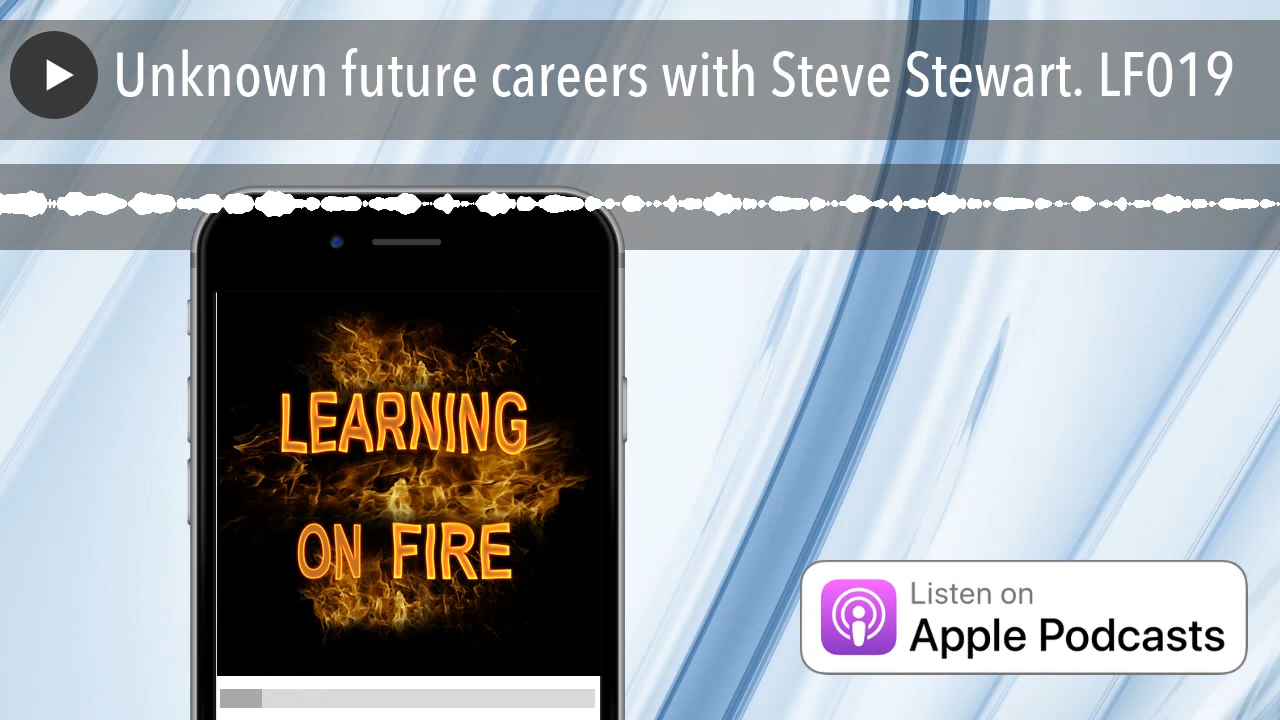 Unknown future careers with Steve Stewart. LF019
LEARNING
ON FIRE
Listen on
Apple Podcasts